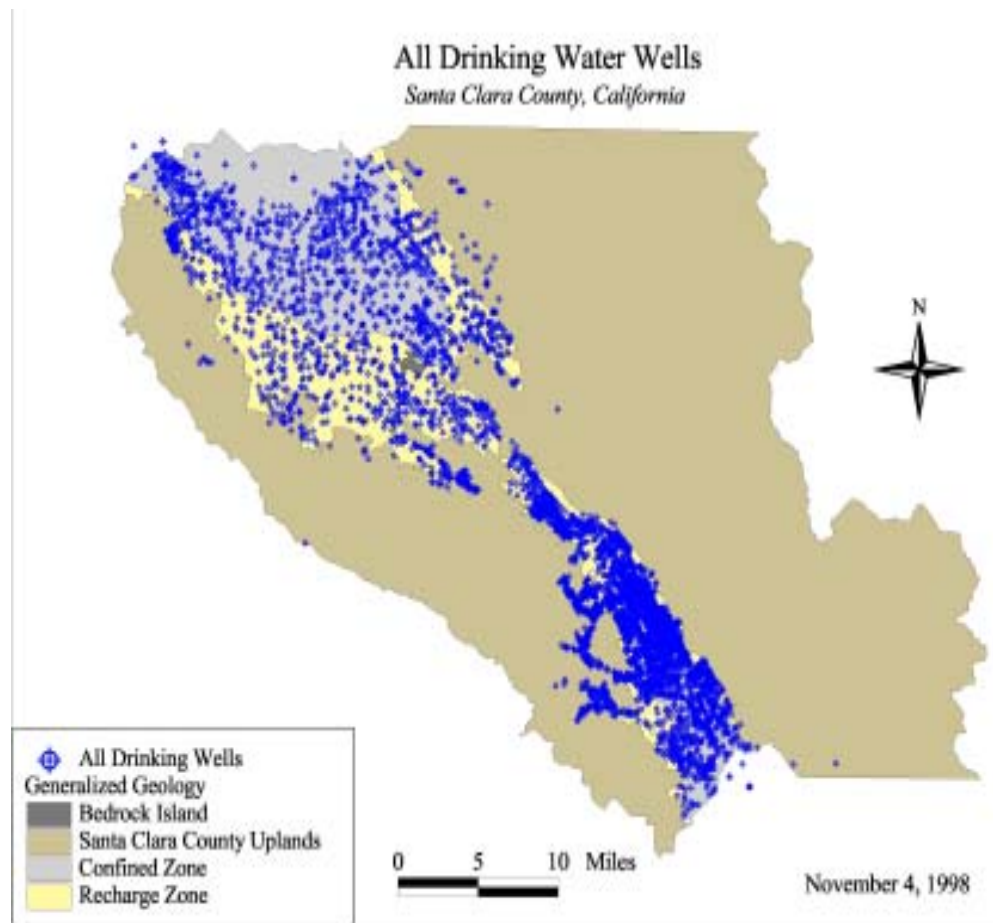 All Drinking Water Wells
Santa Clara County, California
N
All Drinking Wells
Generalized Geology
Bedrock Island
Santa Clara County Uplands
Confined Zone
Recharge Zone
0 5 10 Miles
November 4, 1998